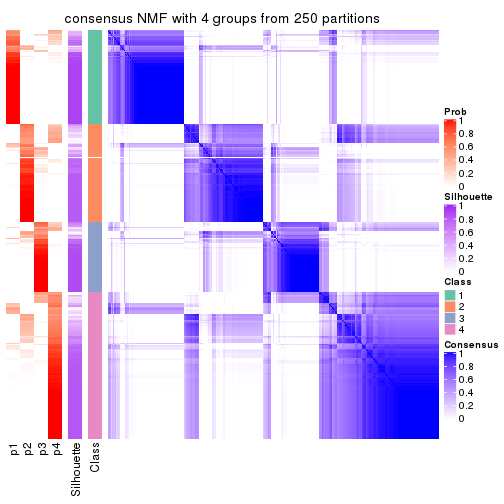 consensus NMF with 4 groups from 250 partitions
Prob
1
0.8
0.6
0.4
0.2
0
Silhouette
1
0.8
0.6
0.4
0.2
0
Class
1
2
3
4
Consensus
1
0.8
0.6
0.4
0.2
0
p1
p2
p3
p4
Silhouette
Class